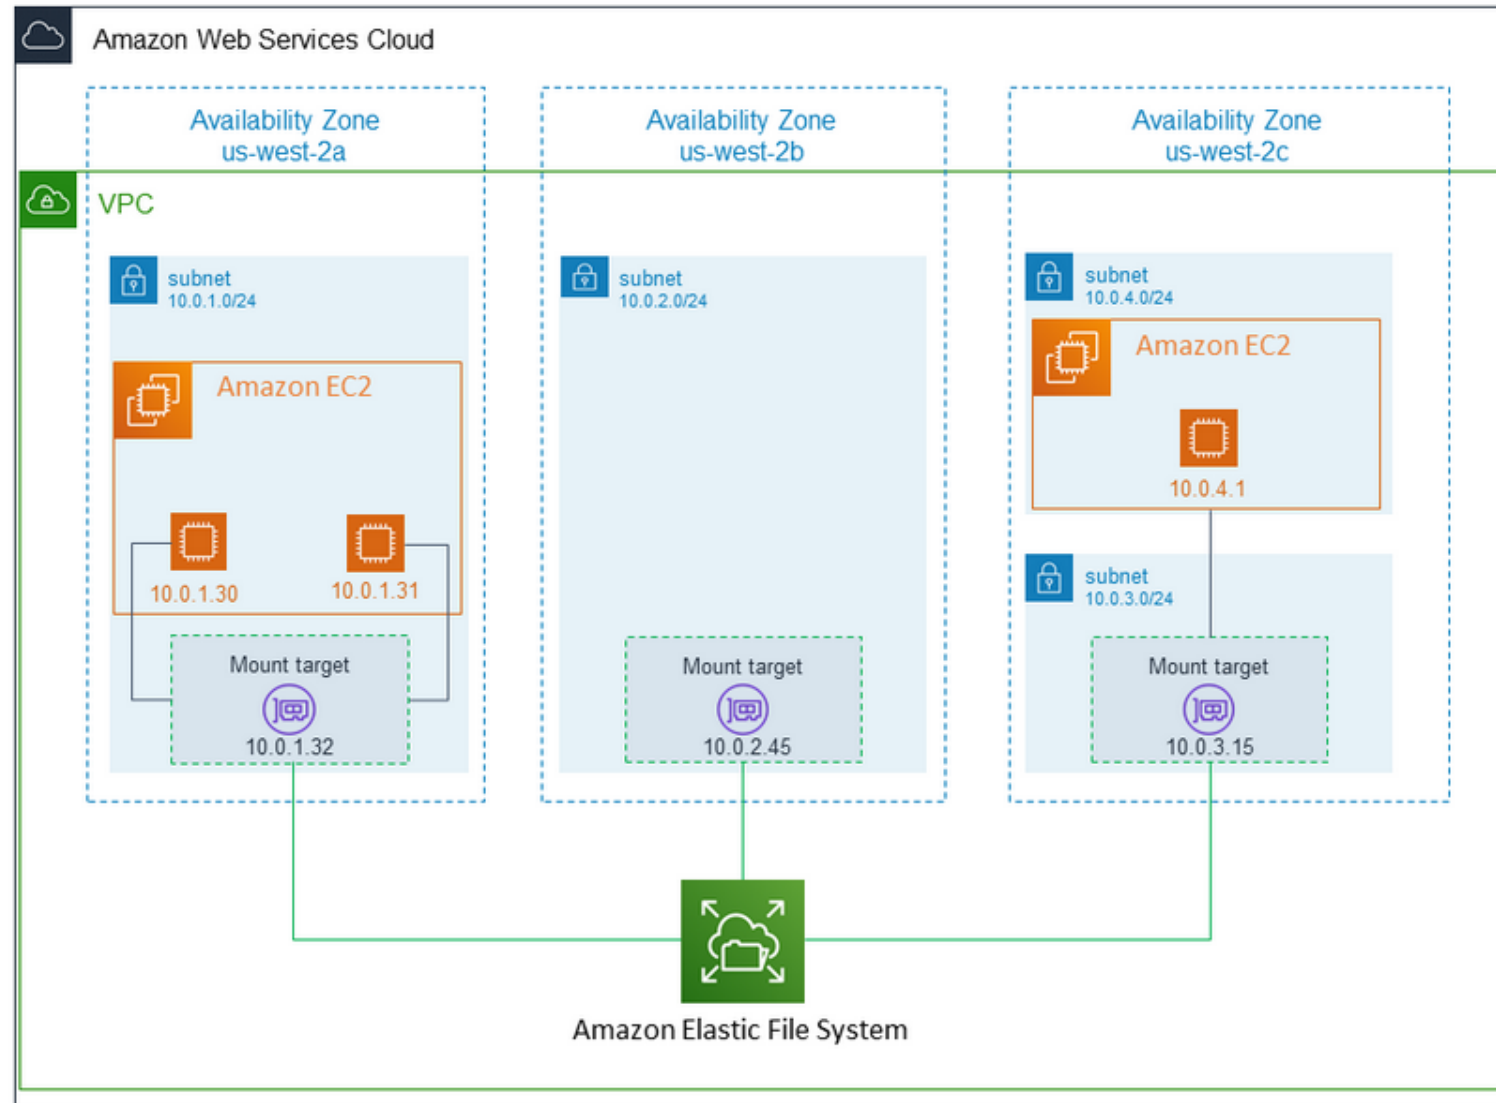 Amazon Web Services Cloud
Availability Zone
us-west-2a
Availability Zone
us-west-2b
Availability Zone
us-west-2c
VPC
subnet
10.0.1.0/24
Amazon EC2
10.0.1.30
10.0.1.31
Mount target
10.0.1.32
subnet
10.0.2.0/24
Mount target
10.0.2.45
subnet
10.0.4.0/24
Amazon EC2
10.0.4.1
subnet
10.0.3.0/24
Mount target
10.0.3.15
Amazon Elastic File System